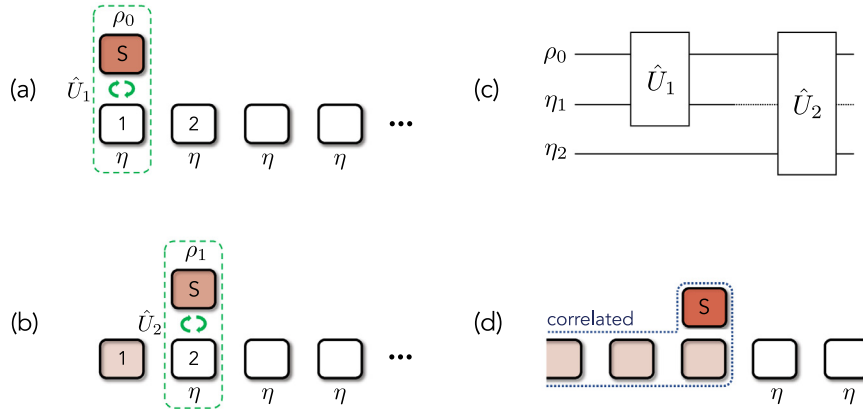 ρ₀
S
(a) Û₁
1 2 ...
η η η η
(c) ρ₀ Û₁ Û₂
η₁
η₂
ρ₁
S
(b) Û₂
1 2 ...
η η η
(d) correlated S
η η